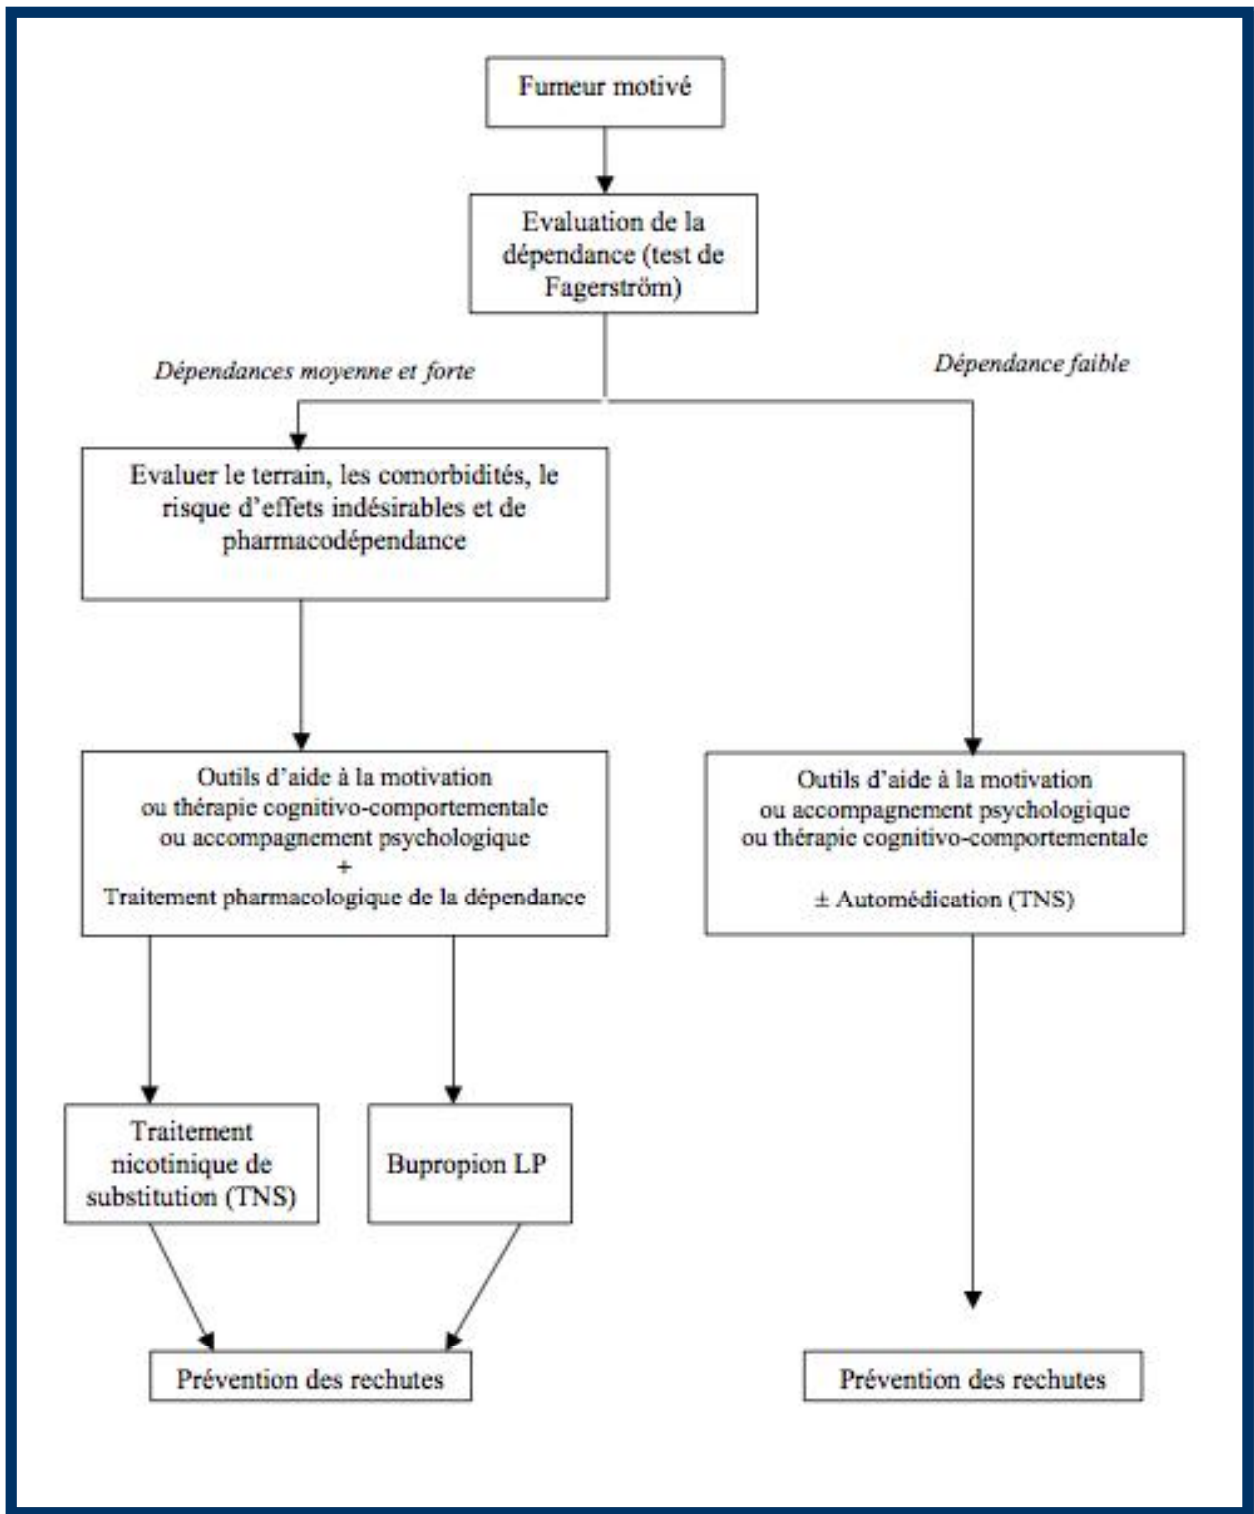 Fumeur motivé
Evaluation de la
dépendance (test de
Fagerström)
Dépendances moyenne et forte
Dépendance faible
Evaluer le terrain, les comorbidités, le
risque d'effets indésirables et de
pharmacodépendance
Outils d'aide à la motivation
ou thérapie cognitivo-comportementale
ou accompagnement psychologique
+
Traitement pharmacologique de la dépendance
Outils d'aide à la motivation
ou accompagnement psychologique
ou thérapie cognitivo-comportementale
± Automédication (TNS)
Traitement
nicotinique de
substitution (TNS)
Bupropion LP
Prévention des rechutes
Prévention des rechutes